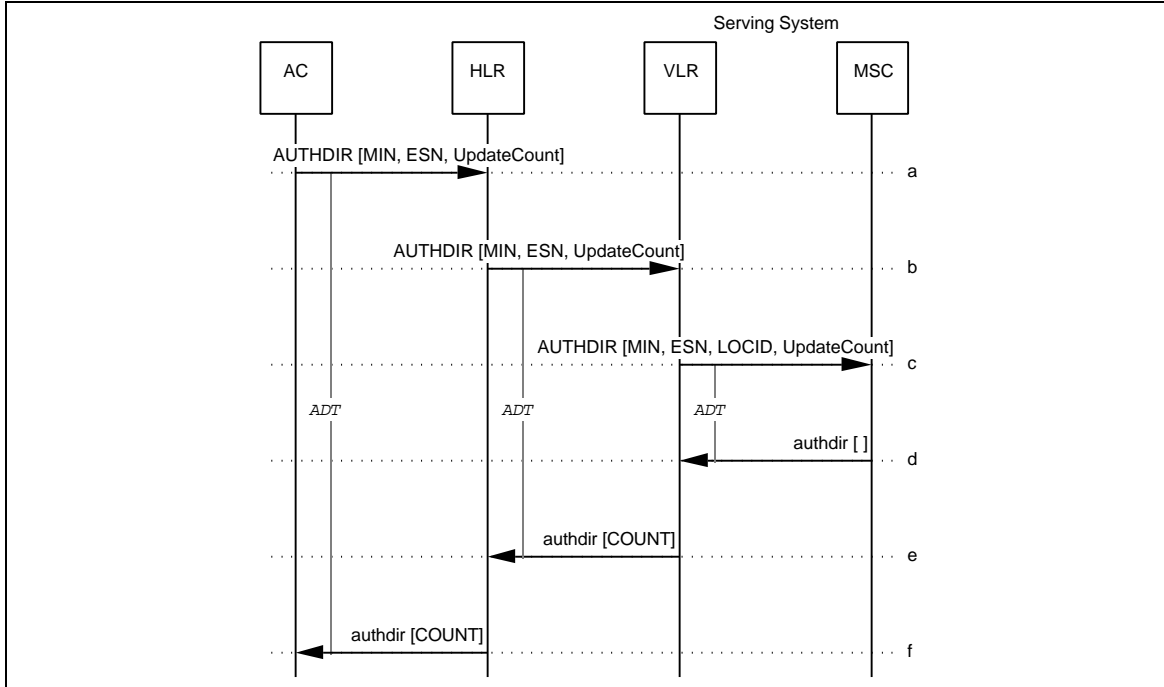 Serving System
AC HLR VLR MSC
AUTHDIR [MIN, ESN, UpdateCount]
a
AUTHDIR [MIN, ESN, UpdateCount]
b
AUTHDIR [MIN, ESN, LOCID, UpdateCount]
c
ADT ADT ADT
authdir [ ]
d
authdir [COUNT]
e
authdir [COUNT]
f